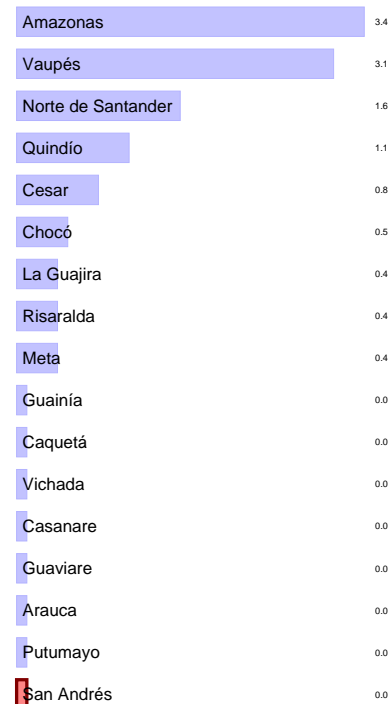 Amazonas 3.4
Vaupés 3.1
Norte de Santander 1.6
Quindío 1.1
Cesar 0.8
Chocó 0.5
La Guajira 0.4
Risaralda 0.4
Meta 0.4
Guainía 0.0
Caquetá 0.0
Vichada 0.0
Casanare 0.0
Guaviare 0.0
Arauca 0.0
Putumayo 0.0
San Andrés 0.0